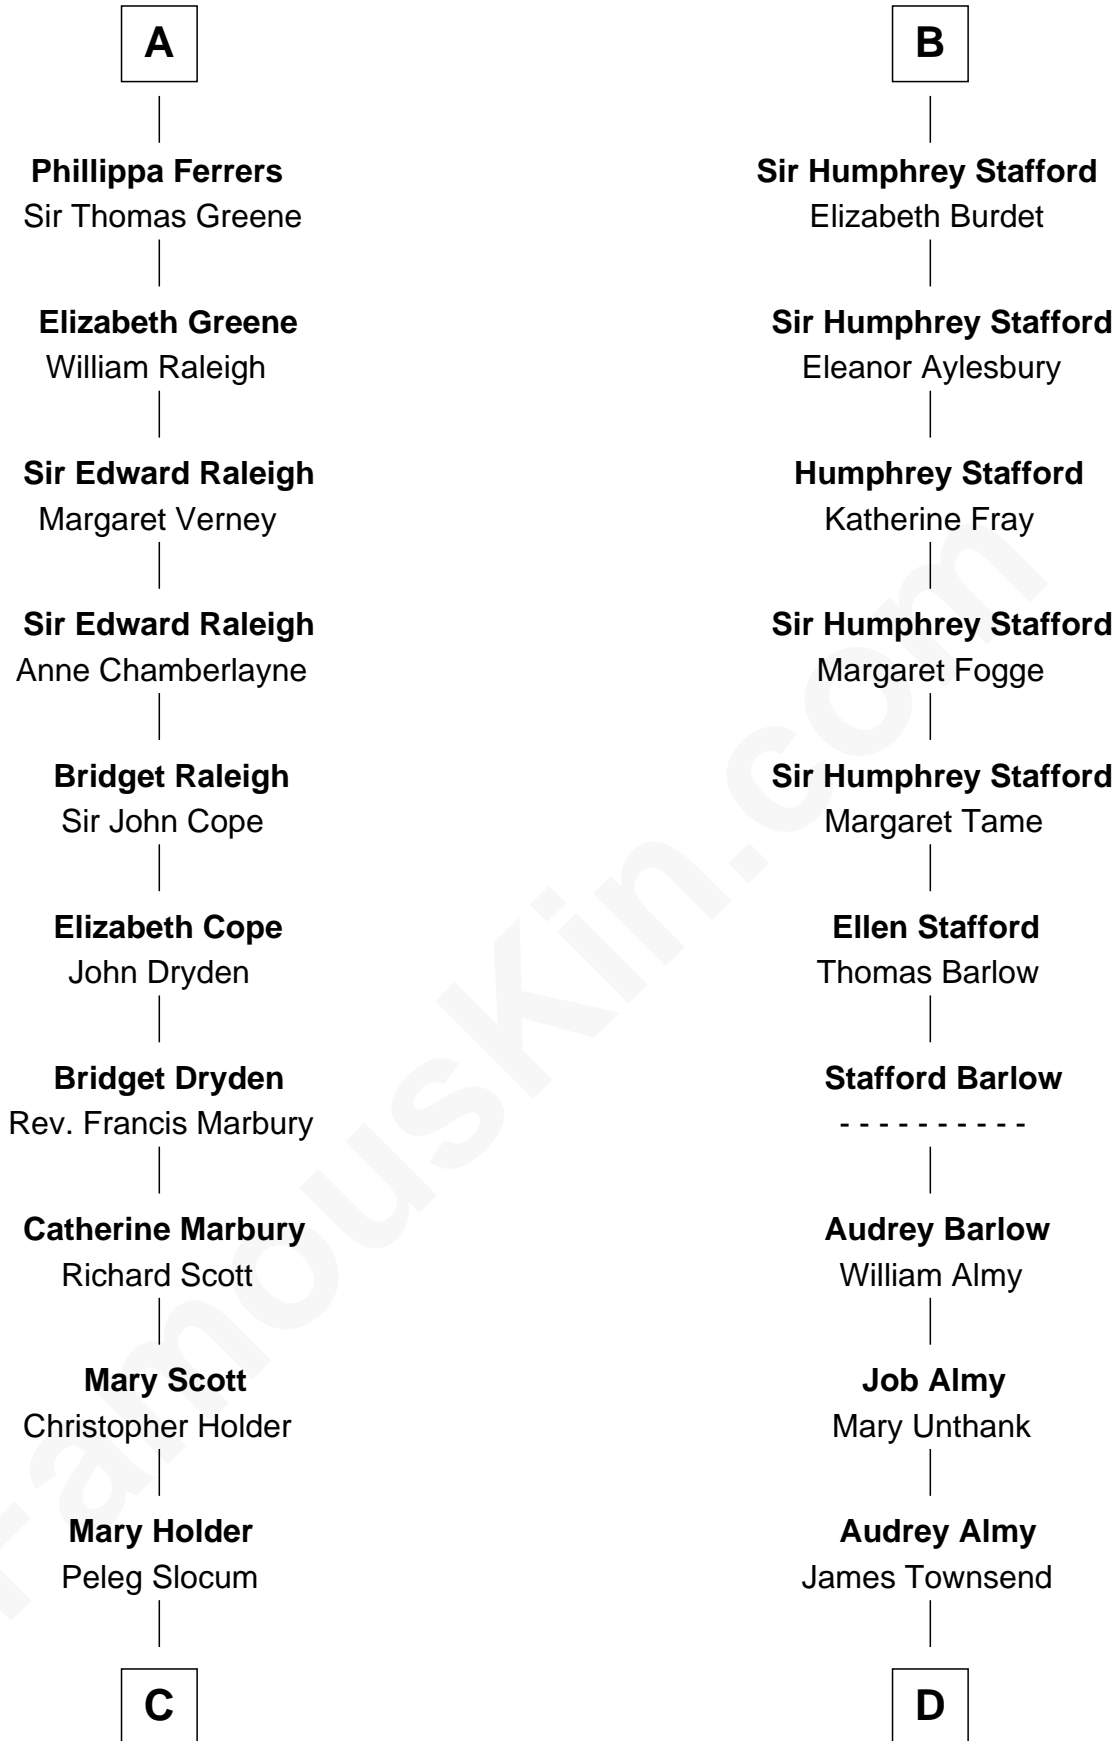 A
Phillippa Ferrers
Sir Thomas Greene
Elizabeth Greene
William Raleigh
Sir Edward Raleigh
Margaret Verney
Sir Edward Raleigh
Anne Chamberlayne
Bridget Raleigh
Sir John Cope
Elizabeth Cope
John Dryden
Bridget Dryden
Rev. Francis Marbury
Catherine Marbury
Richard Scott
Mary Scott
Christopher Holder
Mary Holder
Peleg Slocum
C
B
Sir Humphrey Stafford
Elizabeth Burdet
Sir Humphrey Stafford
Eleanor Aylesbury
Humphrey Stafford
Katherine Fray
Sir Humphrey Stafford
Margaret Fogge
Sir Humphrey Stafford
Margaret Tame
Ellen Stafford
Thomas Barlow
Stafford Barlow
- - - - - - - - - -
Audrey Barlow
William Almy
Job Almy
Mary Unthank
Audrey Almy
James Townsend
D
FamousKin.com